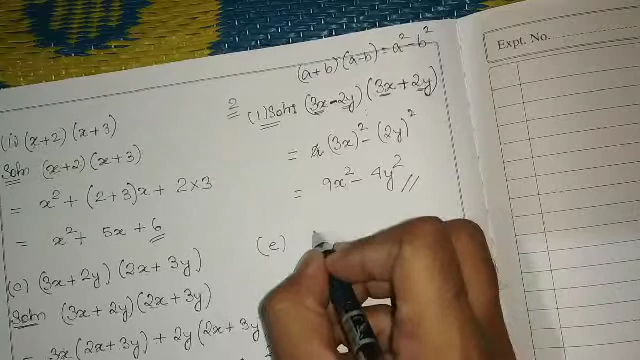 (ii) (x+2) (x+3)
Soln (x+2) (x+3)
= x² + (2+3)x + 2×3
= x² + 5x + 6
(c) (3x+2y) (2x+3y)
Soln (3x+2y) (2x+3y)
= 3x(2x+3y) + 2y(2x+3y
(a+b) (a-b) = a² - b²
2 (1) Soln (3x-2y) (3x+2y)
= (3x)² - (2y)²
= 9x² - 4y² //
(e)
Expt. No.